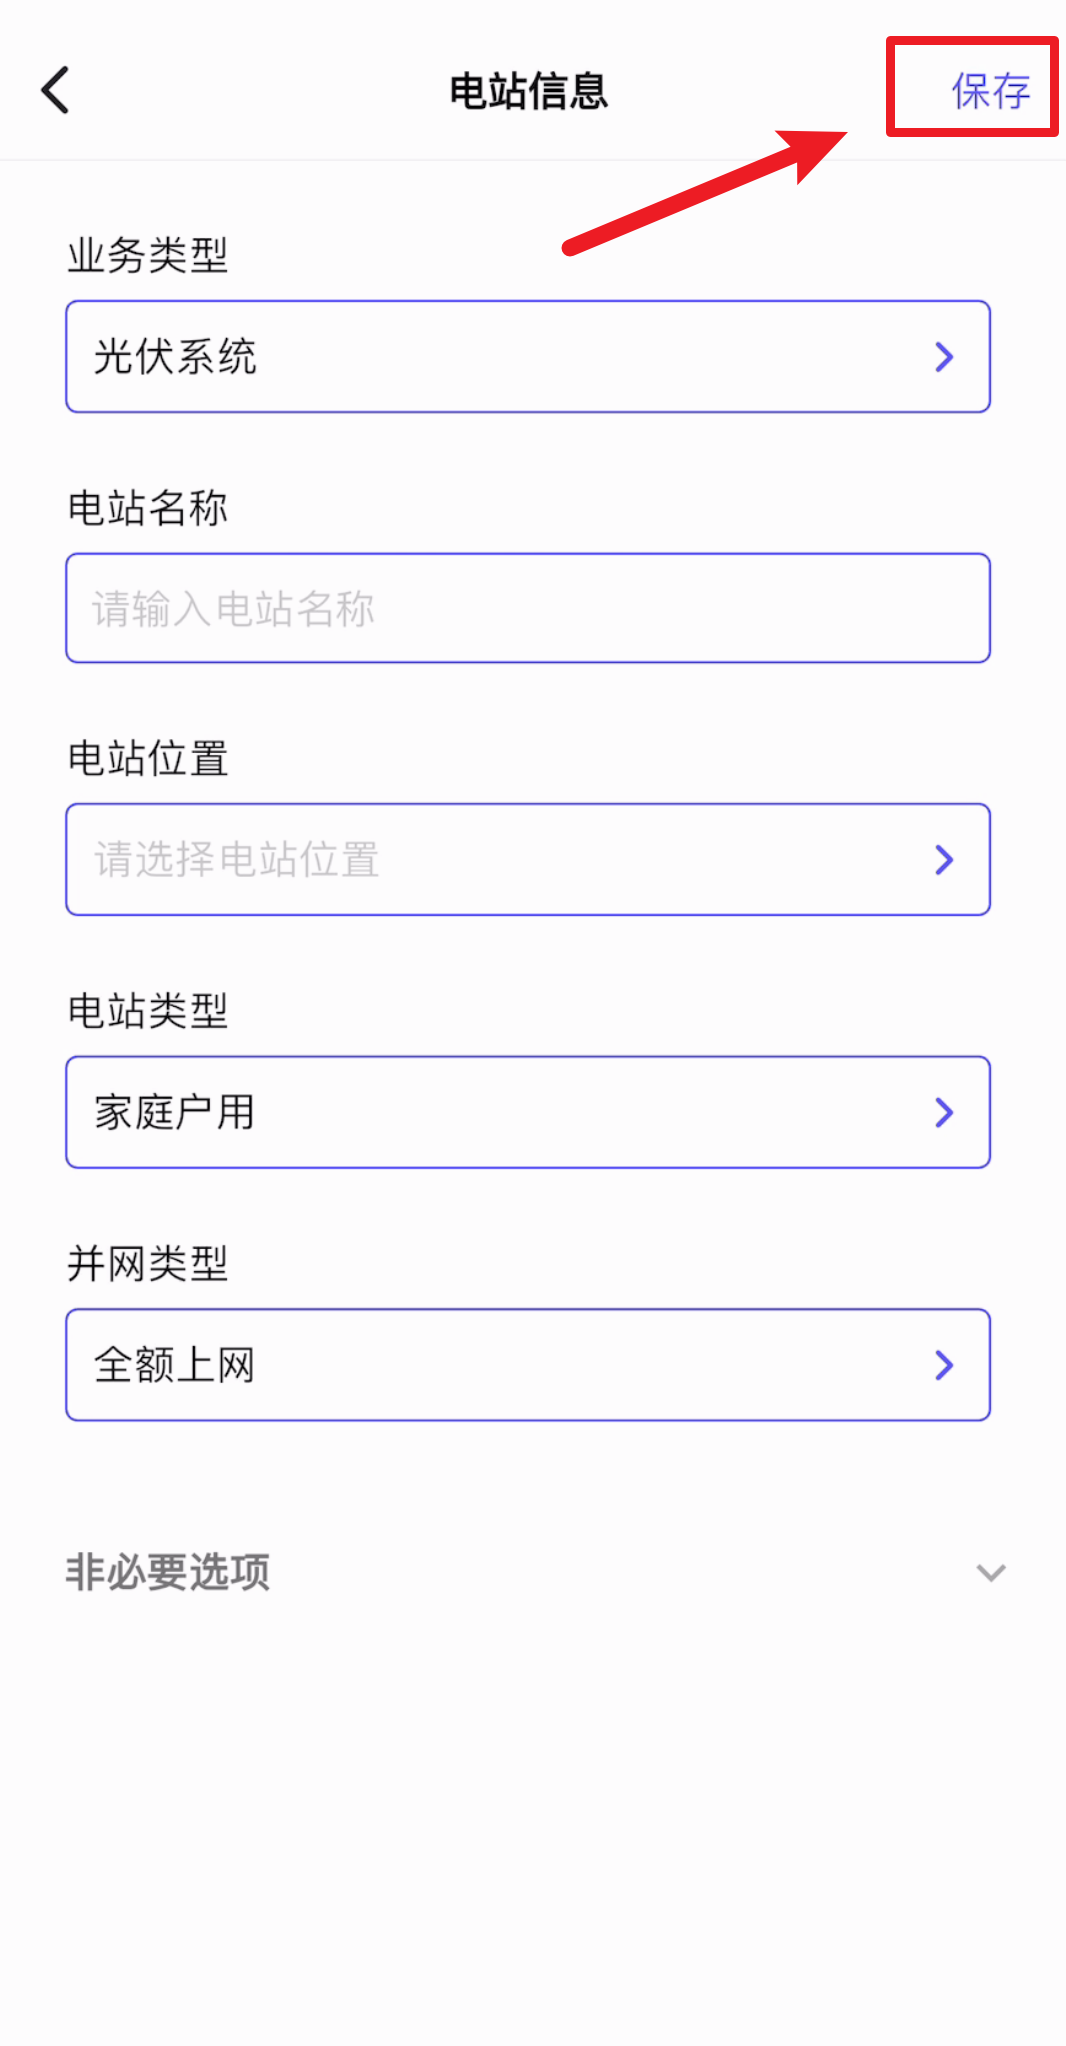 电站信息
保存
业务类型
光伏系统
电站名称
请输入电站名称
电站位置
请选择电站位置
电站类型
家庭户用
并网类型
全额上网
非必要选项